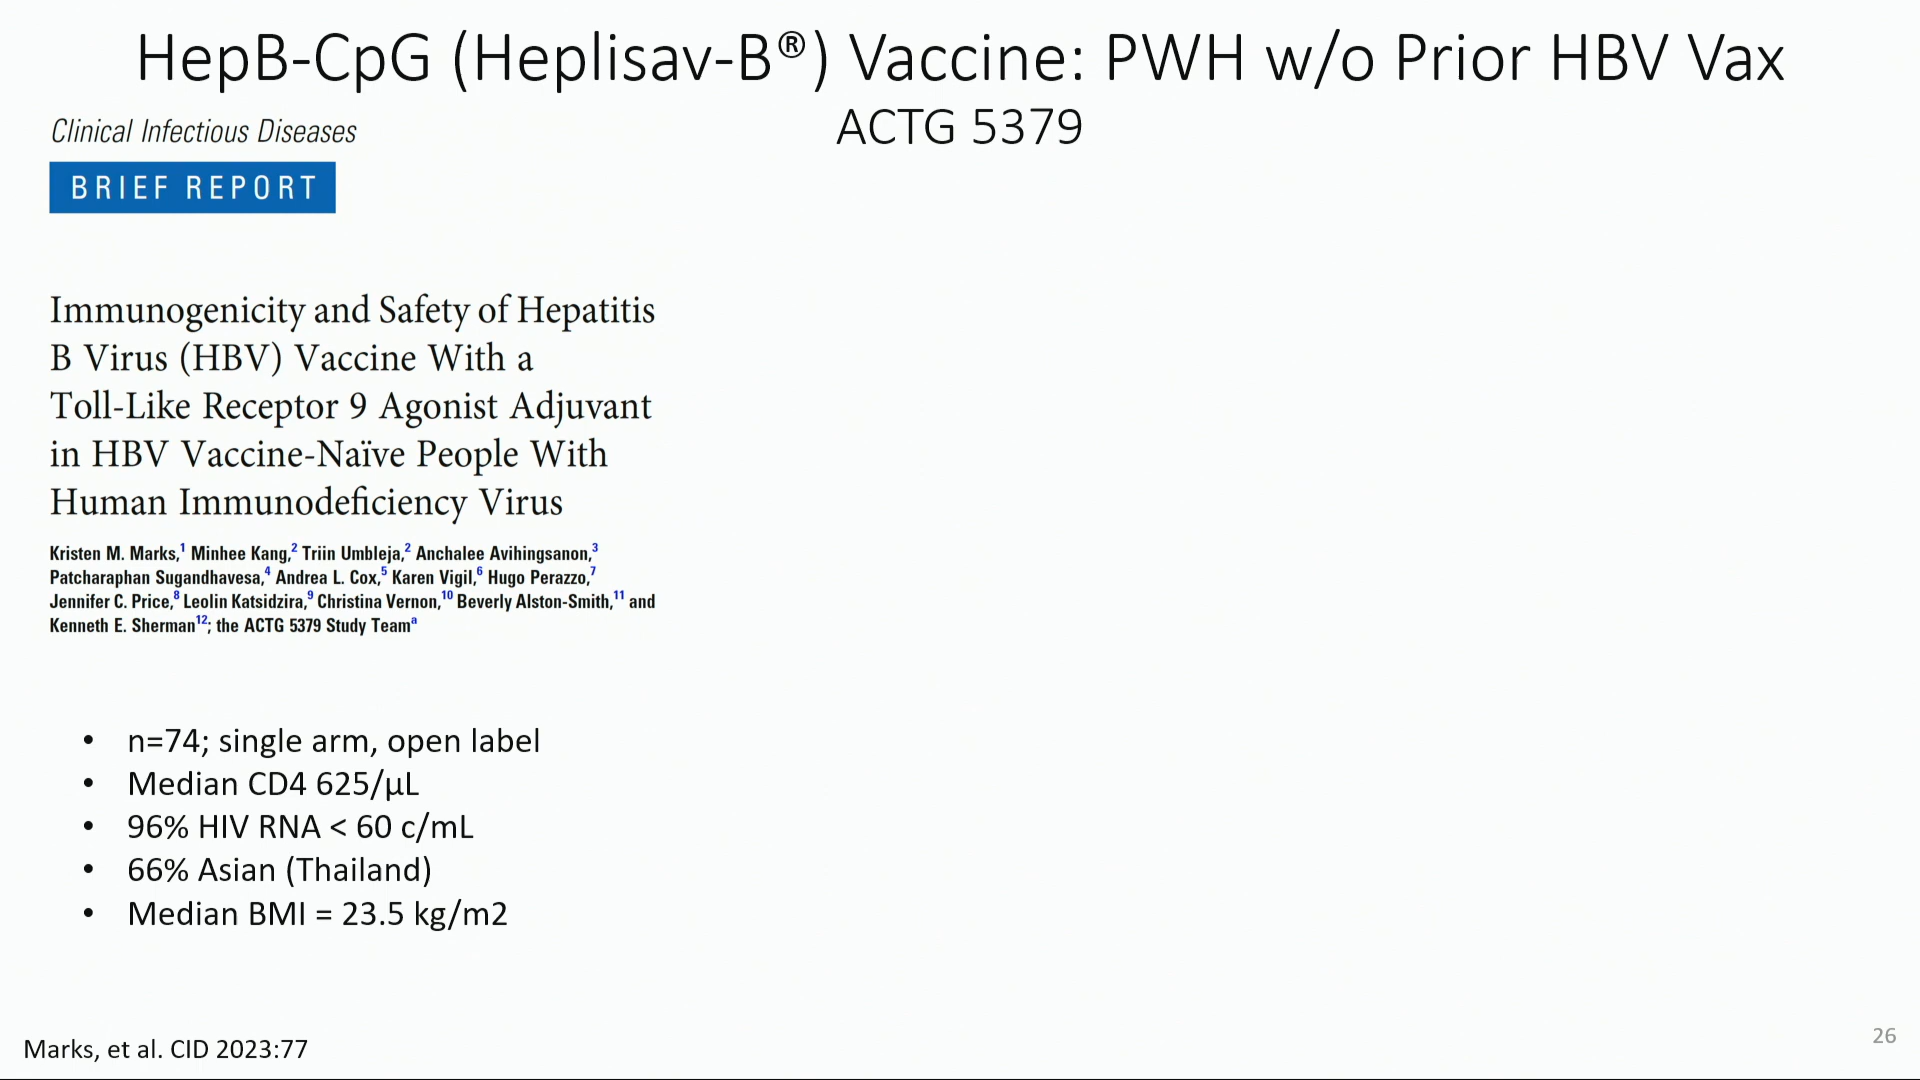 HepB-CpG (Heplisav-B®) Vaccine: PWH w/o Prior HBV Vax
ACTG 5379
Clinical Infectious Diseases
BRIEF REPORT
Immunogenicity and Safety of Hepatitis
B Virus (HBV) Vaccine With a
Toll-Like Receptor 9 Agonist Adjuvant
in HBV Vaccine-Naïve People With
Human Immunodeficiency Virus
Kristen M. Marks,¹ Minhee Kang,² Triin Umbleja,² Anchalee Avihingsanon,³
Patcharaphan Sugandhavesa,⁴ Andrea L. Cox,⁵ Karen Vigil,⁶ Hugo Perazzo,⁷
Jennifer C. Price,⁸ Leolin Katsidzira,⁹ Christina Vernon,¹⁰ Beverly Alston-Smith,¹¹ and
Kenneth E. Sherman¹²; the ACTG 5379 Study Teamᵃ
• n=74; single arm, open label
• Median CD4 625/µL
• 96% HIV RNA < 60 c/mL
• 66% Asian (Thailand)
• Median BMI = 23.5 kg/m2
Marks, et al. CID 2023:77
26